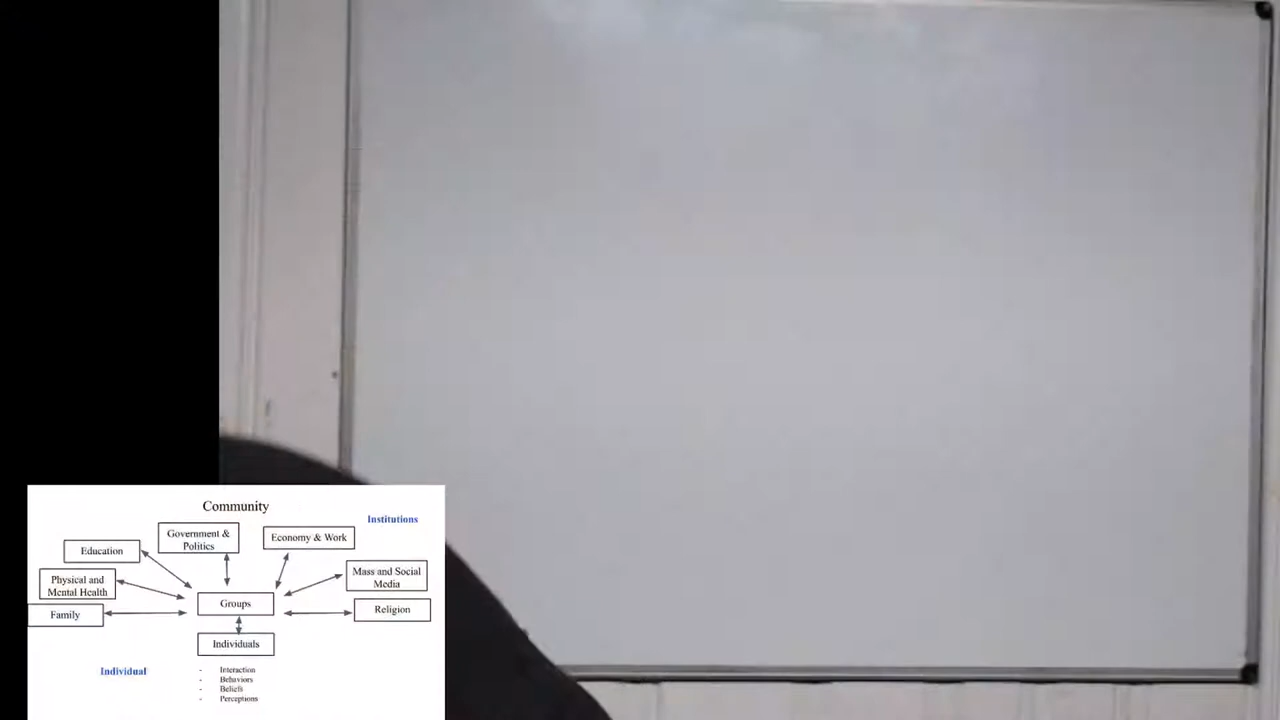 Community
Institutions
Government &
Politics
Economy & Work
Education
Mass and Social
Media
Physical and
Mental Health
Groups
Religion
Family
Individuals
Individual
- Interaction
- Behaviors
- Beliefs
- Perceptions